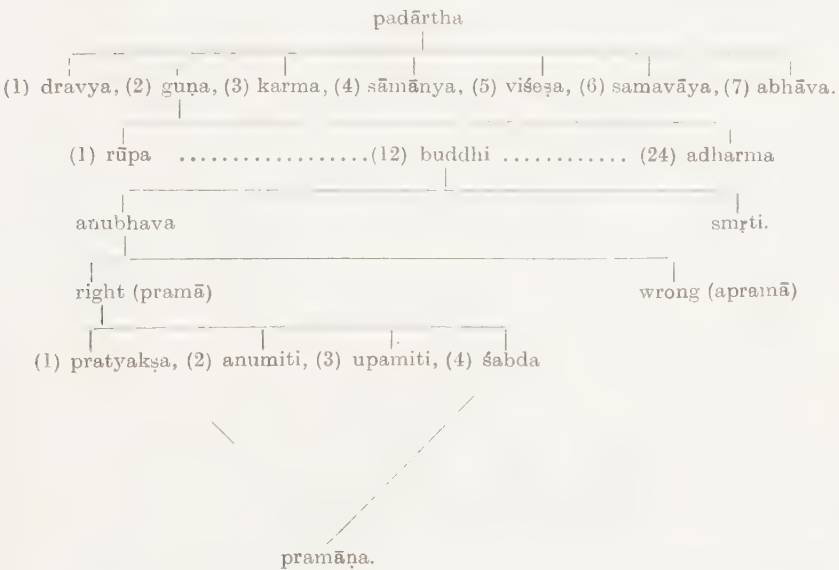 padārtha
(1) dravya, (2) guṇa, (3) karma, (4) sāmānya, (5) viśeṣa, (6) samavāya, (7) abhāva.
(1) rūpa ..................(12) buddhi ............ (24) adharma
anubhava smṛti.
right (pramā) wrong (apramā)
(1) pratyakṣa, (2) anumiti, (3) upamiti, (4) śabda
pramāṇa.